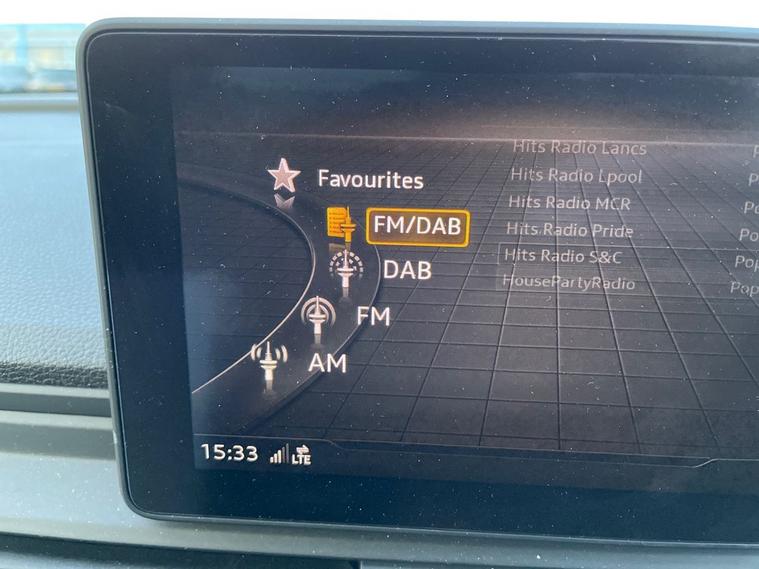 Favourites
FM/DAB
DAB
FM
AM
Hits Radio Lancs
Hits Radio Lpool
Hits Radio MCR
Hits Radio Pride
Hits Radio S&C
HousePartyRadio
15:33
LTE